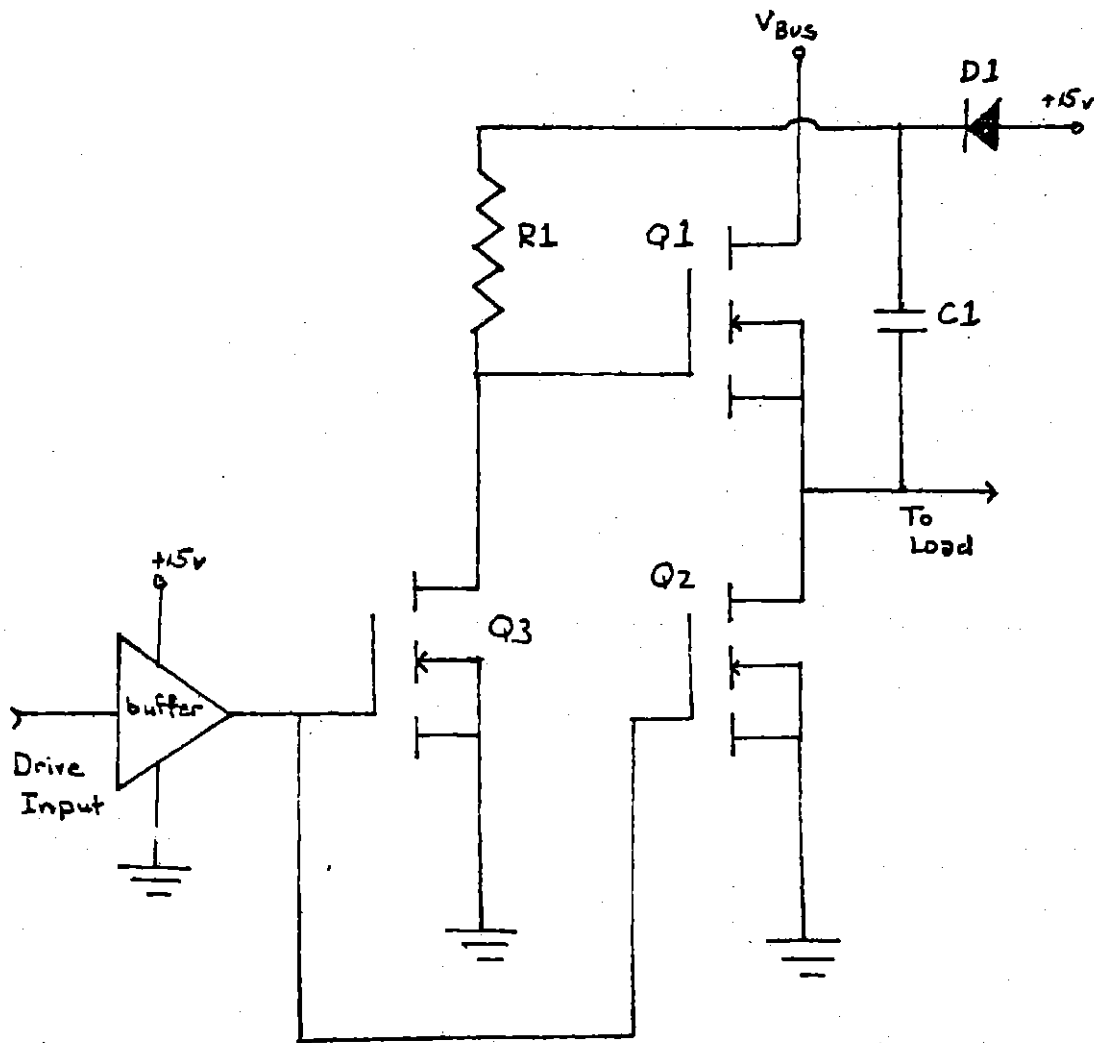 VBus
D1
+15v
R1
Q1
C1
To
Load
+15v
Q2
Q3
buffer
Drive
Input